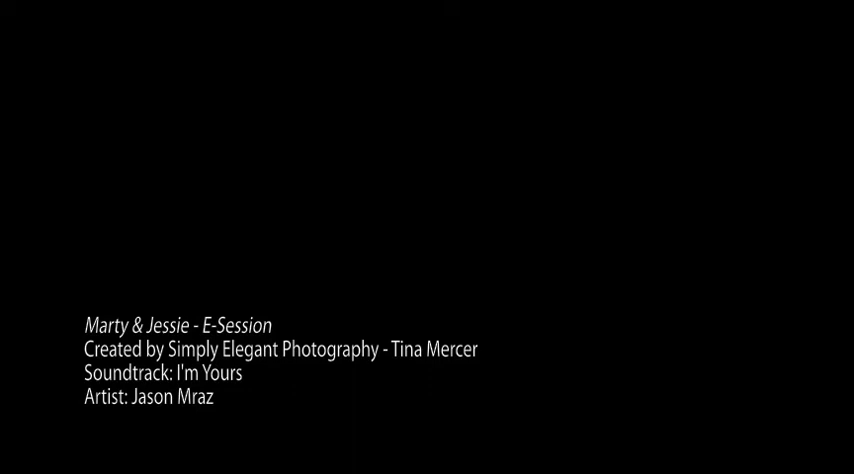 Marty & Jessie - E-Session
Created by Simply Elegant Photography - Tina Mercer
Soundtrack: I'm Yours
Artist: Jason Mraz